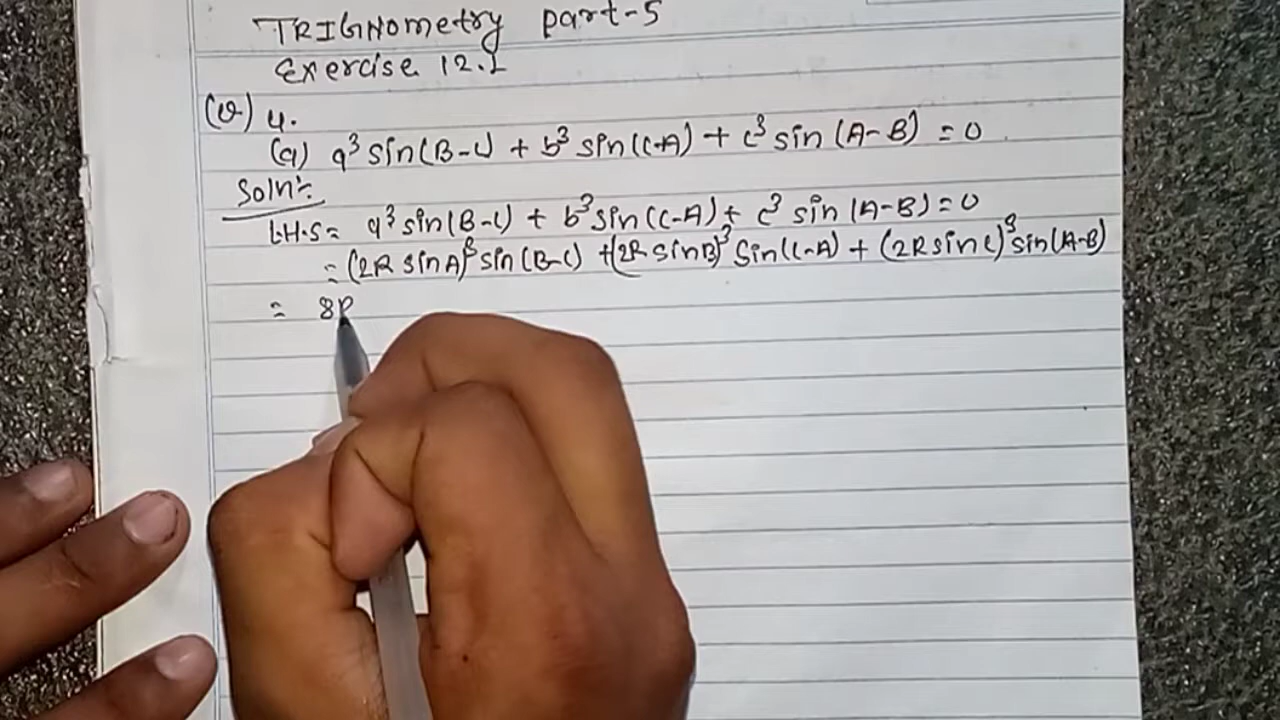 TRIGNometry part-5
Exercise 12.1
(Q) 4.
(a) a³ sin(B-C) + b³ sin(C-A) + c³ sin (A-B) = 0
Soln:-
L.H.S = a³ sin(B-C) + b³ sin(C-A) + c³ sin (A-B) = 0
= (2R sinA)³ sin(B-C) + (2R sinB)³ sin(C-A) + (2R sinC)³ sin(A-B)
= 8R